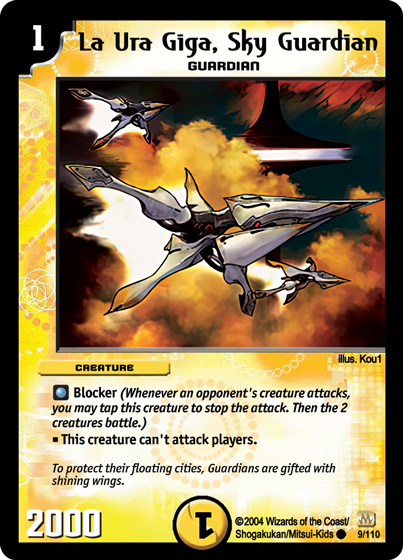 1 La Ura Giga, Sky Guardian
GUARDIAN
illus. Kou1
CREATURE
Blocker (Whenever an opponent's creature attacks,
you may tap this creature to stop the attack. Then the 2
creatures battle.)
▪ This creature can't attack players.
To protect their floating cities, Guardians are gifted with
shining wings.
2000
1
©2004 Wizards of the Coast/
Shogakukan/Mitsui-Kids ● 9/110